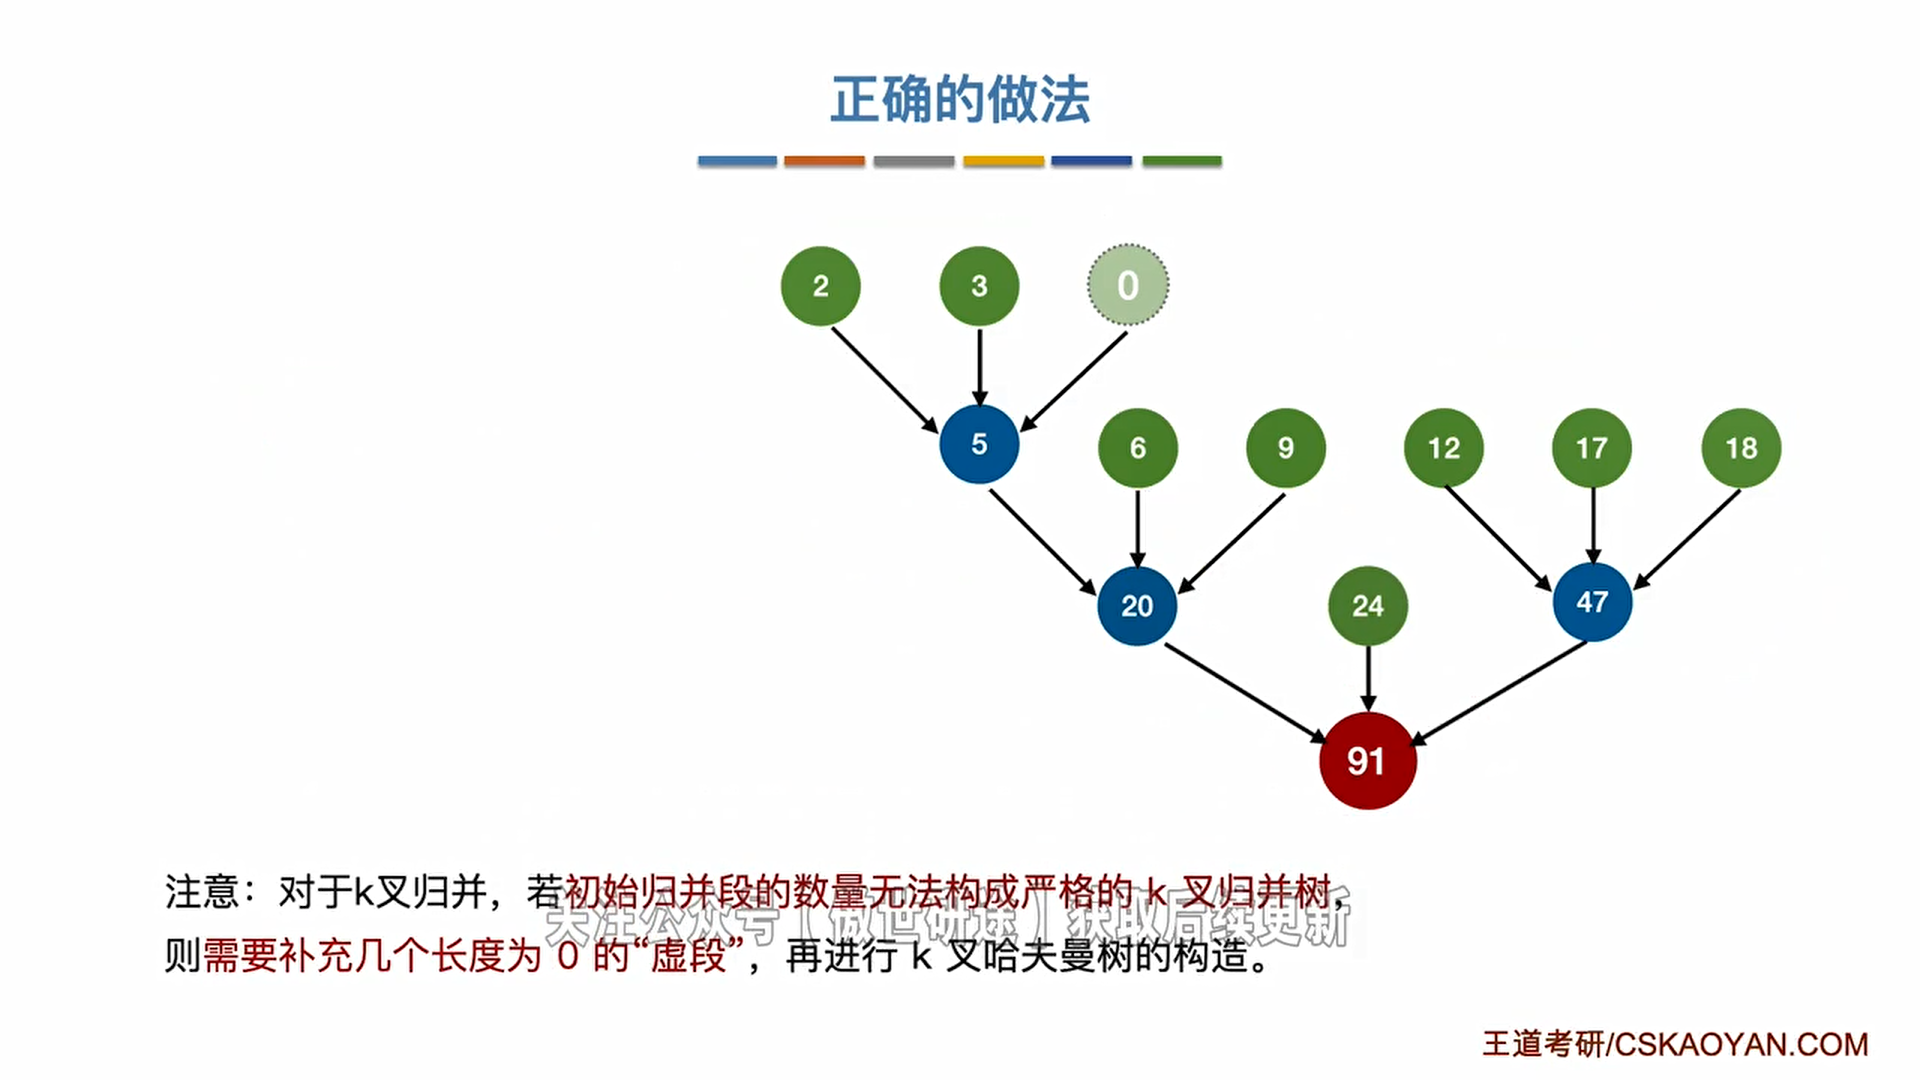 正确的做法
2 3 0
5 6 9 12 17 18
20 24 47
91
注意：对于k叉归并，若初始归并段的数量无法构成严格的 k 叉归并树，
关注公众号【傲世研途】获取后续更新
则需要补充几个长度为 0 的“虚段”，再进行 k 叉哈夫曼树的构造。
王道考研/CSKAOYAN.COM